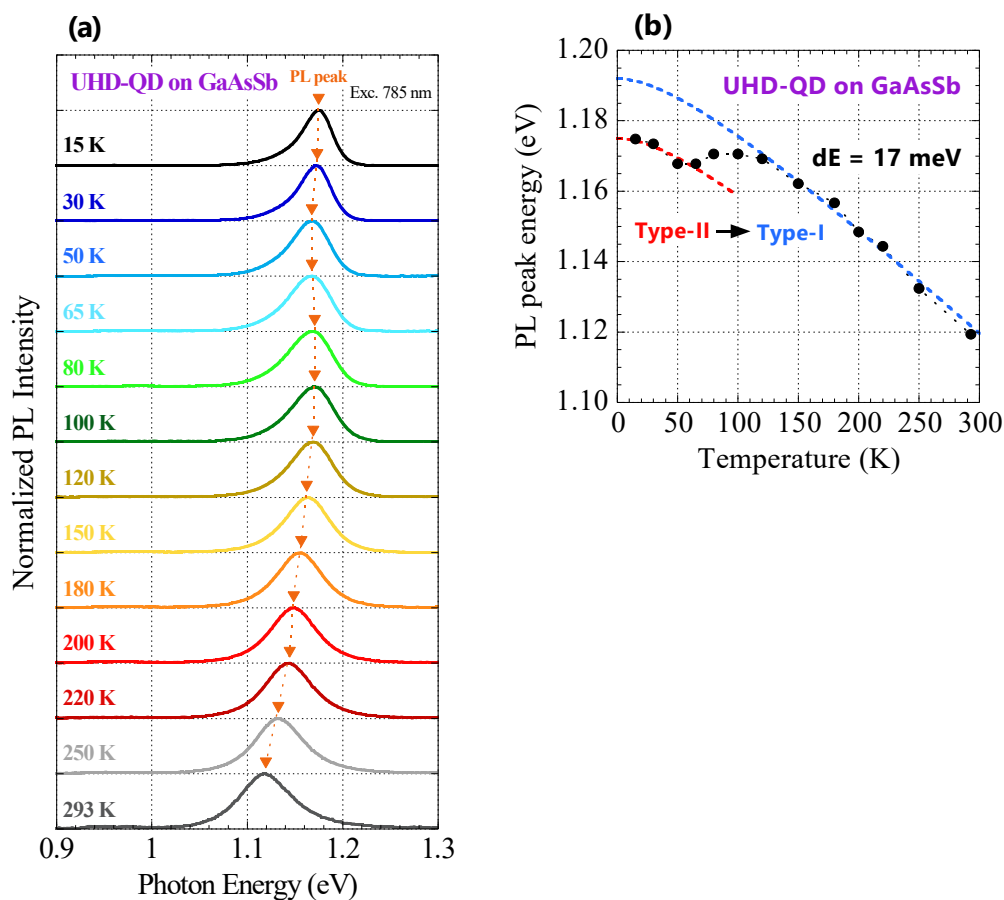 (a)
UHD-QD on GaAsSb
PL peak
Exc. 785 nm
15 K
30 K
50 K
65 K
80 K
100 K
120 K
150 K
180 K
200 K
220 K
250 K
293 K
Normalized PL Intensity
0.9 1 1.1 1.2 1.3
Photon Energy (eV)
(b)
1.20
1.18
1.16
1.14
1.12
1.10
PL peak energy (eV)
UHD-QD on GaAsSb
dE = 17 meV
Type-II Type-I
0 50 100 150 200 250 300
Temperature (K)